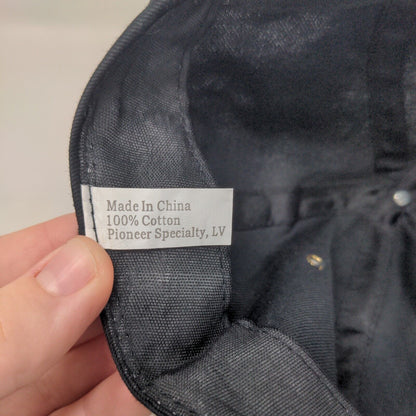 Made In China
100% Cotton
Pioneer Specialty, LV